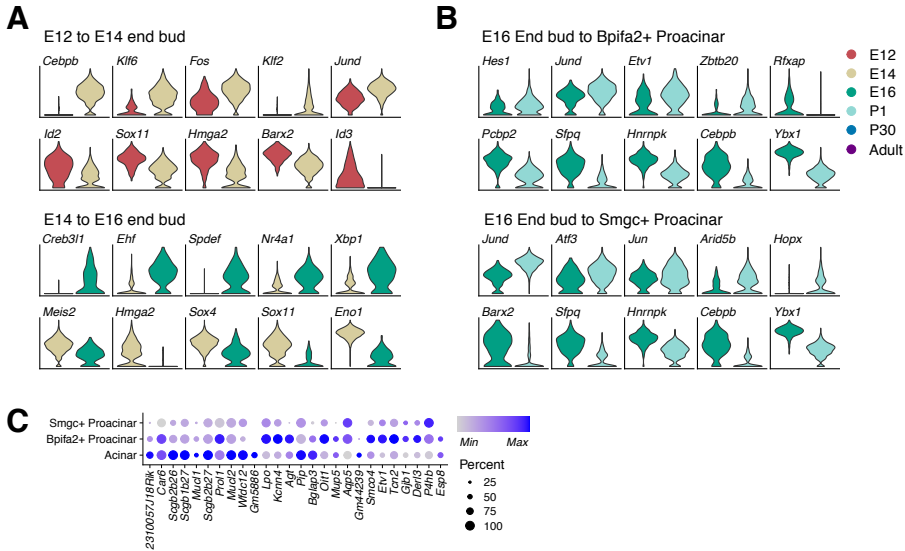 A
E12 to E14 end bud
Cebpb Klf6 Fos Klf2 Jund
Id2 Sox11 Hmga2 Barx2 Id3
E14 to E16 end bud
Creb3l1 Ehf Spdef Nr4a1 Xbp1
Meis2 Hmga2 Sox4 Sox11 Eno1
B
E16 End bud to Bpifa2+ Proacinar
Hes1 Jund Etv1 Zbtb20 Rfxap
Pcbp2 Sfpq Hnrnpk Cebpb Ybx1
E16 End bud to Smgc+ Proacinar
Jund Atf3 Jun Arid5b Hopx
Barx2 Sfpq Hnrnpk Cebpb Ybx1
E12
E14
E16
P1
P30
Adult
C
Smgc+ Proacinar
Bpifa2+ Proacinar
Acinar
2310057J18Rik Car6 Scgb2b26 Scgb1b27 Mucl1 Scgb2b27 Prol1 Mucl2 Wfdc12 Gm5886 Lpo Kcnn4 Agt Pip Bglap3 Oit1 Mup5 Aqp5 Gm44239 Smco4 Etv1 Tcn2 Gjb1 Derl3 P4hb Esp8
Min Max
Percent
25
50
75
100